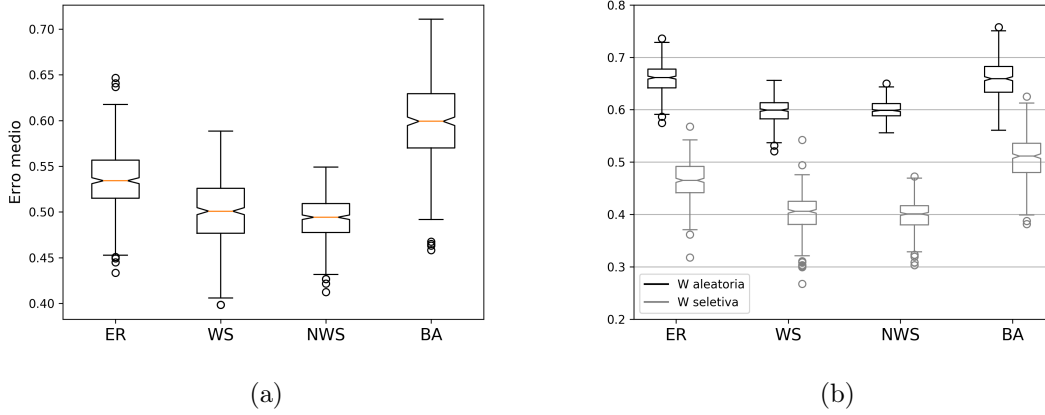 Erro medio
0.70
0.65
0.60
0.55
0.50
0.45
0.40
ER WS NWS BA
(a)
0.8
0.7
0.6
0.5
0.4
0.3
0.2
W aleatoria
W seletiva
ER WS NWS BA
(b)